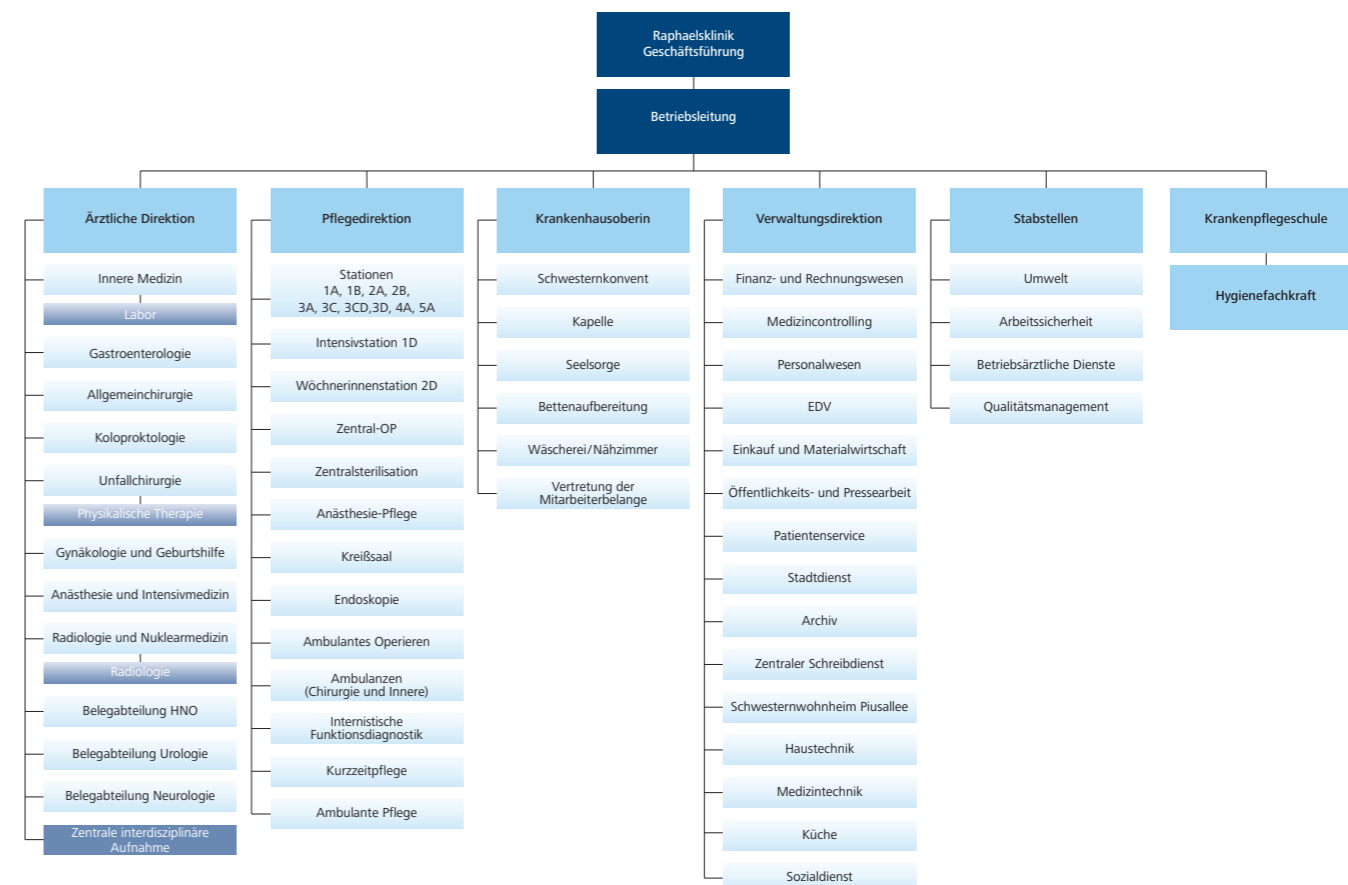 Raphaelsklinik
Geschäftsführung
Betriebsleitung
Ärztliche Direktion
Innere Medizin
Labor
Gastroenterologie
Allgemeinchirurgie
Koloproktologie
Unfallchirurgie
Physikalische Therapie
Gynäkologie und Geburtshilfe
Anästhesie und Intensivmedizin
Radiologie und Nuklearmedizin
Radiologie
Belegabteilung HNO
Belegabteilung Urologie
Belegabteilung Neurologie
Zentrale interdisziplinäre
Aufnahme
Pflegedirektion
Stationen
1A, 1B, 2A, 2B,
3A, 3C, 3CD,3D, 4A, 5A
Intensivstation 1D
Wöchnerinnenstation 2D
Zentral-OP
Zentralsterilisation
Anästhesie-Pflege
Kreißsaal
Endoskopie
Ambulantes Operieren
Ambulanzen
(Chirurgie und Innere)
Internistische
Funktionsdiagnostik
Kurzzeitpflege
Ambulante Pflege
Krankenhausoberin
Schwesternkonvent
Kapelle
Seelsorge
Bettenaufbereitung
Wäscherei/Nähzimmer
Vertretung der
Mitarbeiterbelange
Verwaltungsdirektion
Finanz- und Rechnungswesen
Medizincontrolling
Personalwesen
EDV
Einkauf und Materialwirtschaft
Öffentlichkeits- und Pressearbeit
Patientenservice
Stadtdienst
Archiv
Zentraler Schreibdienst
Schwesternwohnheim Piusallee
Haustechnik
Medizintechnik
Küche
Sozialdienst
Stabstellen
Umwelt
Arbeitssicherheit
Betriebsärztliche Dienste
Qualitätsmanagement
Krankenpflegeschule
Hygienefachkraft